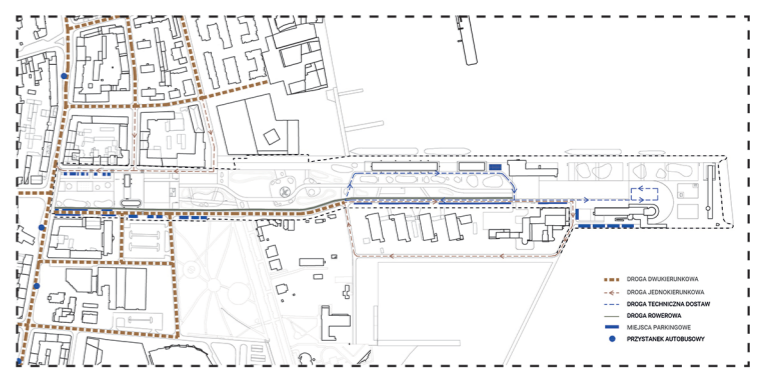 DROGA DWUKIERUNKOWA
DROGA JEDNOKIERUNKOWA
DROGA TECHNICZNA DOSTAW
DROGA ROWEROWA
MIEJSCA PARKINGOWE
PRZYSTANEK AUTOBUSOWY